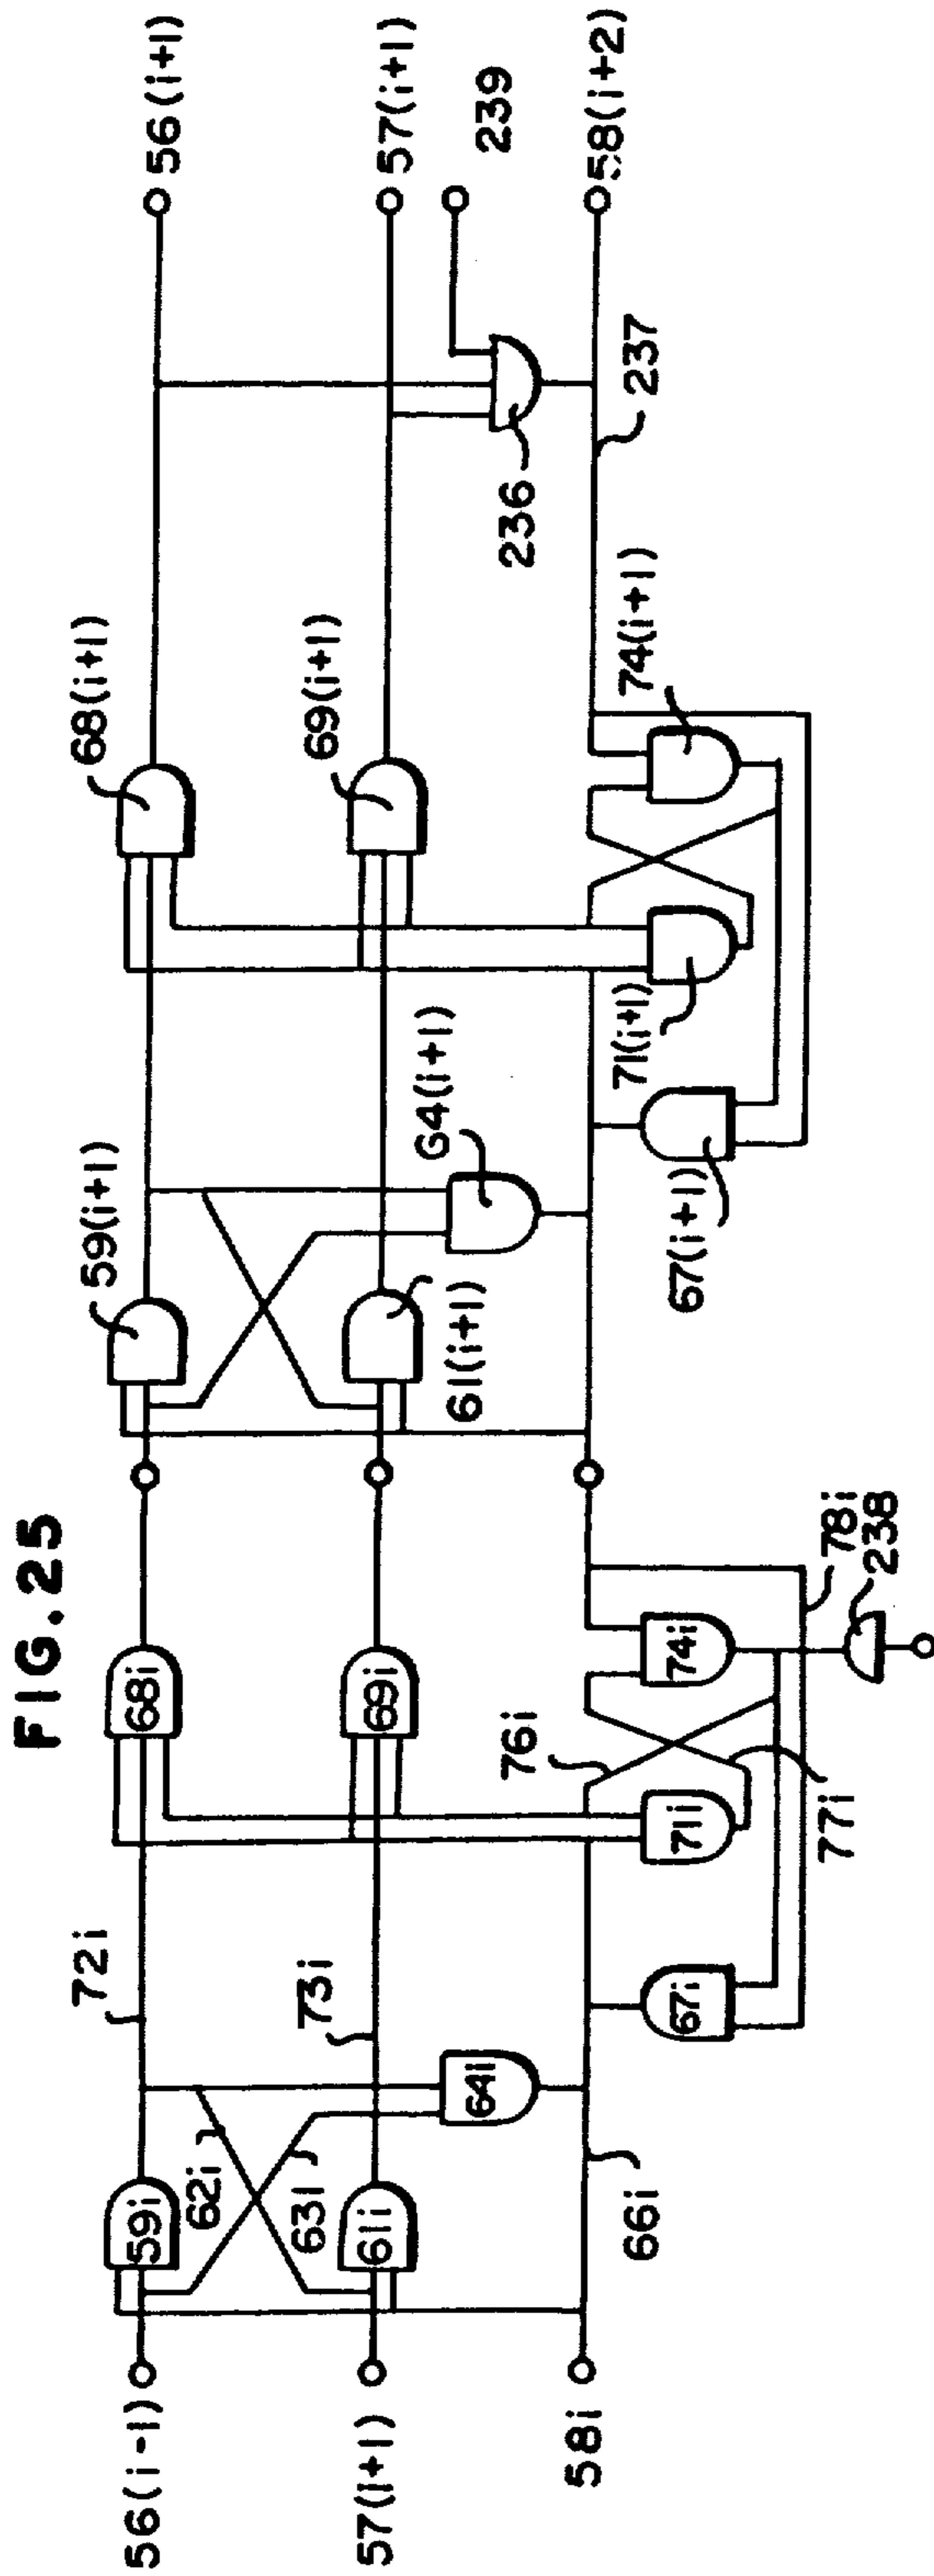 FIG. 25
56(i-1)
57(i+1)
58i
59i
62i
63i
61i
64i
66i
72i
73i
67i
68i
69i
71i
76i
77i
74i
78i
238
59(i+1)
61(i+1)
G4(i+1)
67(i+1)
68(i+1)
69(i+1)
71(i+1)
74(i+1)
236
237
56(i+1)
57(i+1)
239
58(i+2)